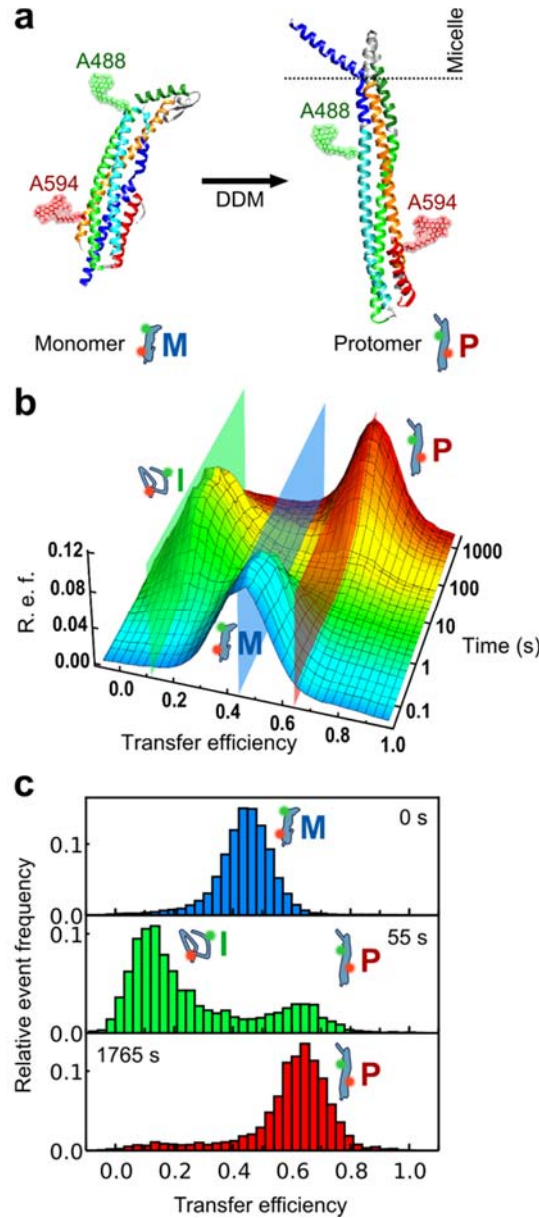 a
A488
A594
DDM
A488
A594
Micelle
Monomer M
Protomer P
b
I
P
M
0.12
0.08
0.04
0.00
R. e. f.
0.0 0.2 0.4 0.6 0.8 1.0
Transfer efficiency
1000
100
10
1
0.1
Time (s)
c
Relative event frequency
0.1
0.0
M
0 s
0.1
0.0
I
P
55 s
0.1
0.0
1765 s
P
0.0 0.2 0.4 0.6 0.8 1.0
Transfer efficiency